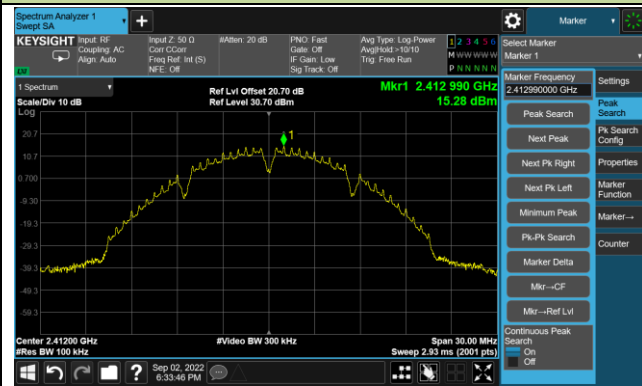 Spectrum Analyzer 1
Swept SA
Marker
KEYSIGHT
Input: RF
Coupling: AC
Align: Auto
Input Z: 50 Ω
Corr CCorr
Freq Ref: Int (S)
NFE: Off
#Atten: 20 dB
PNO: Fast
Gate: Off
IF Gain: Low
Sig Track: Off
Avg Type: Log-Power
Avg|Hold:>10/10
Trig: Free Run
1 2 3 4 5 6
M W W W W W
P N N N N N
LXI
Select Marker
Marker 1
1 Spectrum
Scale/Div 10 dB
Log
Ref Lvl Offset 20.70 dB
Ref Level 30.70 dBm
Mkr1 2.412 990 GHz
15.28 dBm
1
20.7
10.7
0.700
-9.30
-19.3
-29.3
-39.3
-49.3
-59.3
Center 2.41200 GHz
#Res BW 100 kHz
#Video BW 300 kHz
Span 30.00 MHz
Sweep 2.93 ms (2001 pts)
Marker Frequency
2.412990000 GHz
Peak Search
Next Peak
Next Pk Right
Next Pk Left
Minimum Peak
Pk-Pk Search
Marker Delta
Mkr→CF
Mkr→Ref Lvl
Continuous Peak
Search
On
Off
Settings
Peak
Search
Pk Search
Config
Properties
Marker
Function
Marker→
Counter
?
Sep 02, 2022
6:33:46 PM